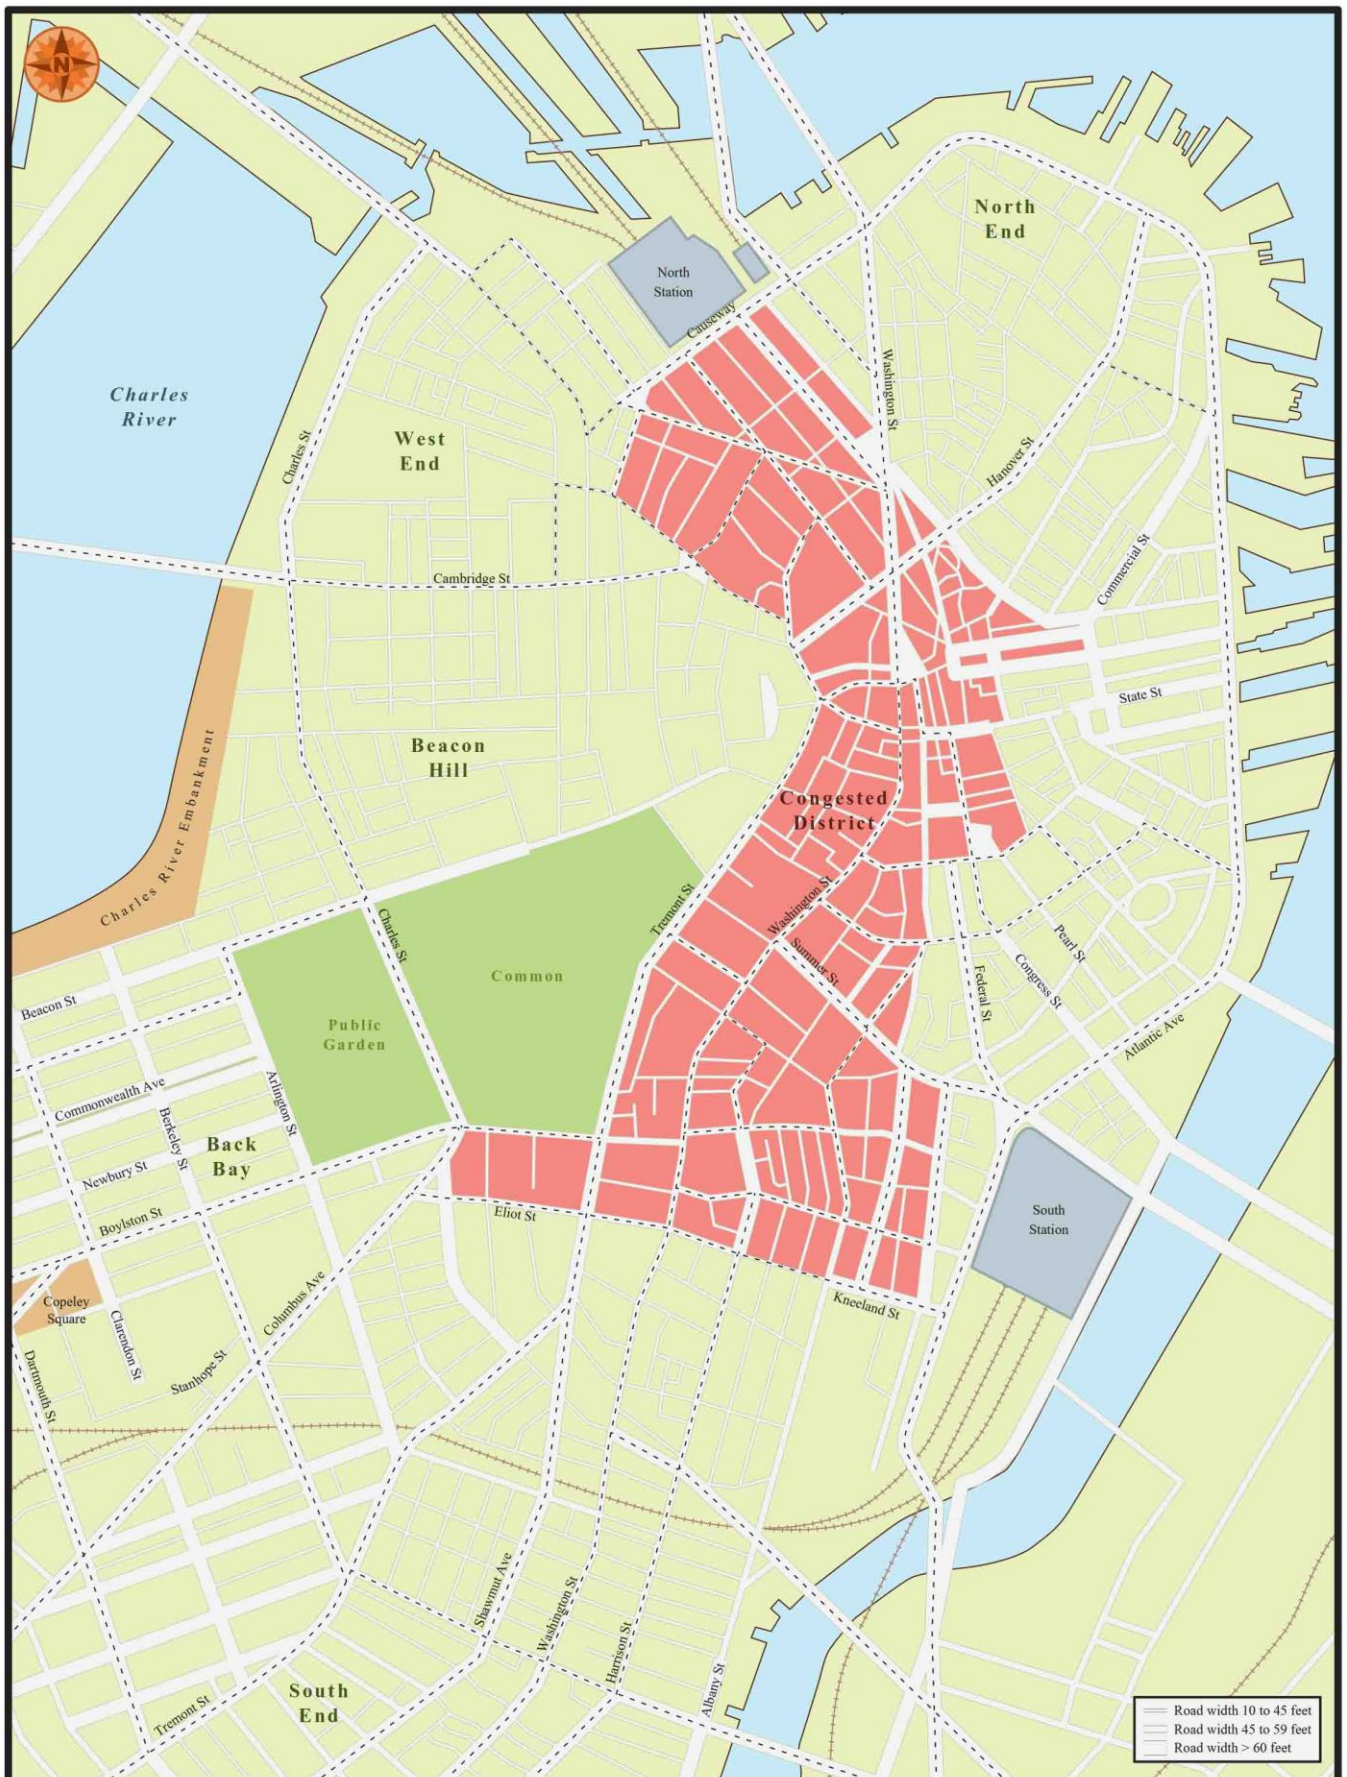 N
North
End
North
Station
Causeway
Washington St
Charles
River
West
End
Charles St
Hanover St
Commercial St
Cambridge St
State St
Beacon
Hill
Charles River Embankment
Congested
District
Tremont St
Washington St
Summer St
Charles St
Common
Public
Garden
Pearl St
Congress St
Federal St
Atlantic Ave
Beacon St
Commonwealth Ave
Arlington St
Berkeley St
Back
Bay
Newbury St
Boylston St
Eliot St
South
Station
Copeley
Square
Columbus Ave
Kneeland St
Clarendon St
Stanhope St
Dartmouth St
Shawmut Ave
Washington St
Harrison St
Albany St
South
End
Tremont St
Road width 10 to 45 feet
Road width 45 to 59 feet
Road width > 60 feet